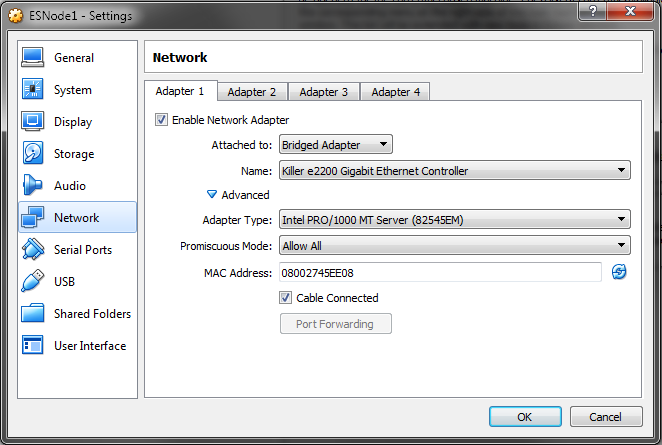 ESNode1 - Settings
General
System
Display
Storage
Audio
Network
Serial Ports
USB
Shared Folders
User Interface
Network
Adapter 1 Adapter 2 Adapter 3 Adapter 4
Enable Network Adapter
Attached to: Bridged Adapter
Name: Killer e2200 Gigabit Ethernet Controller
Advanced
Adapter Type: Intel PRO/1000 MT Server (82545EM)
Promiscuous Mode: Allow All
MAC Address: 08002745EE08
Cable Connected
Port Forwarding
OK Cancel